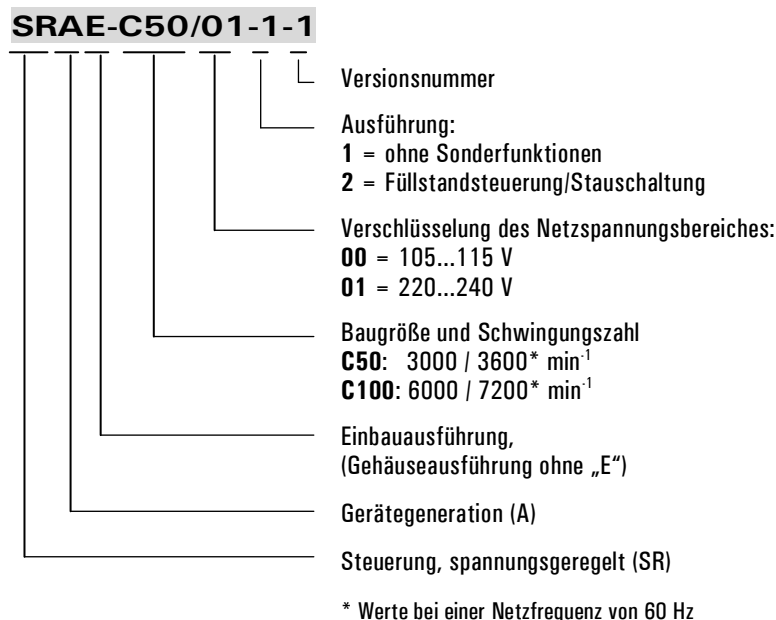 SRAE-C50/01-1-1
Versionsnummer
Ausführung:
1 = ohne Sonderfunktionen
2 = Füllstandsteuerung/Stauschaltung
Verschlüsselung des Netzspannungsbereiches:
00 = 105...115 V
01 = 220...240 V
Baugröße und Schwingungszahl
C50: 3000 / 3600* min-1
C100: 6000 / 7200* min-1
Einbauausführung,
(Gehäuseausführung ohne „E“)
Gerätegeneration (A)
Steuerung, spannungsgeregelt (SR)
* Werte bei einer Netzfrequenz von 60 Hz